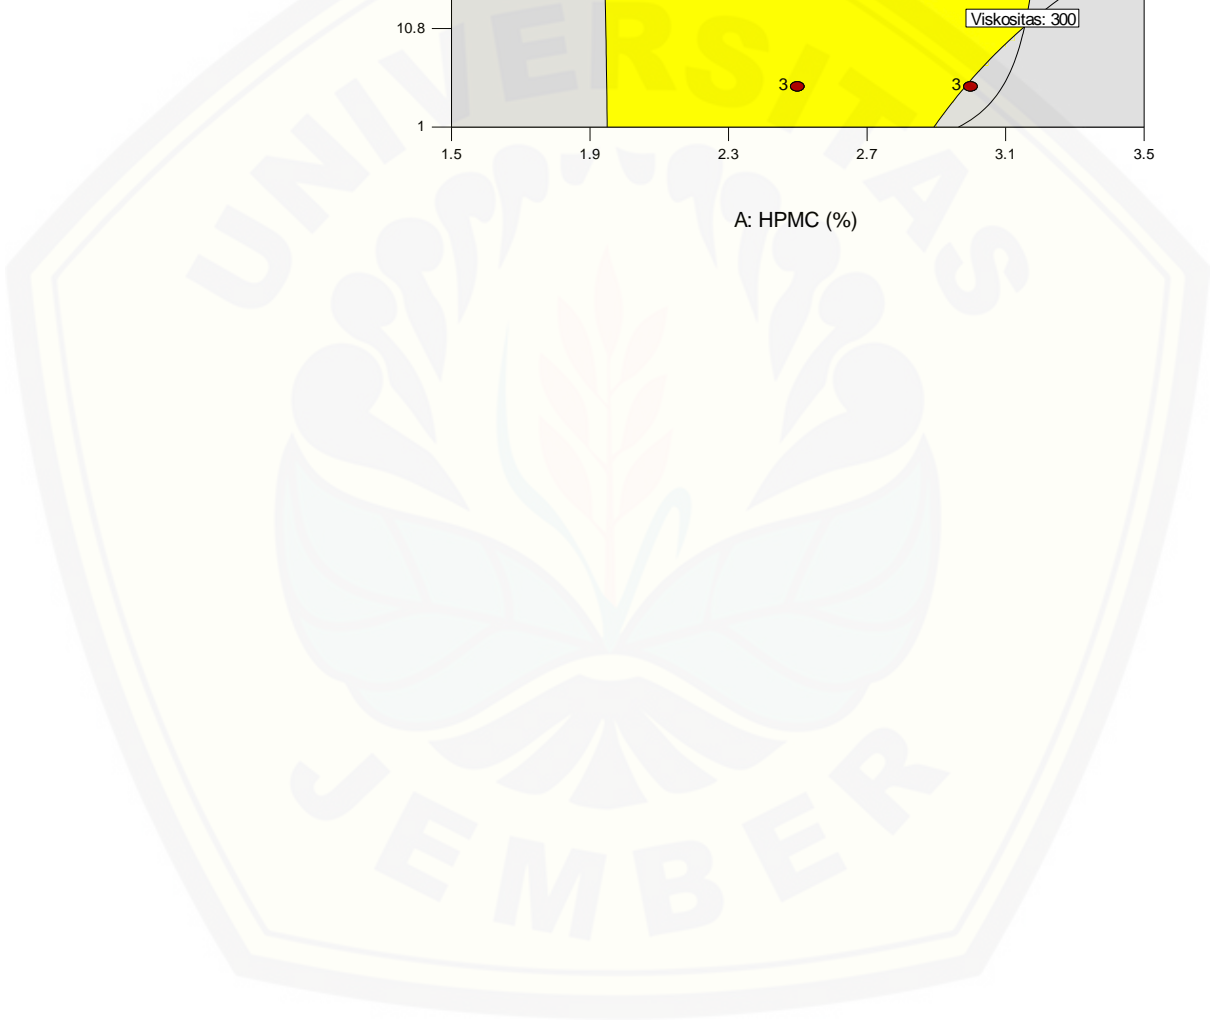 Viskositas: 300
10.8
3 3
1
1.5 1.9 2.3 2.7 3.1 3.5
A: HPMC (%)
UNIVERSITAS
JEMBER